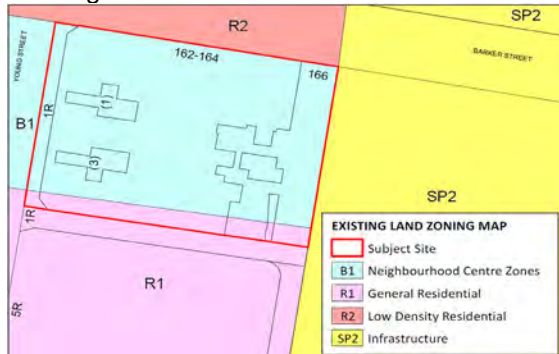 R2
SP2
YOUNG STREET
162-164
BARKER STREET
166
1R
(1)
B1
(3)
SP2
1R
R1
5R
EXISTING LAND ZONING MAP
Subject Site
B1 Neighbourhood Centre Zones
R1 General Residential
R2 Low Density Residential
SP2 Infrastructure